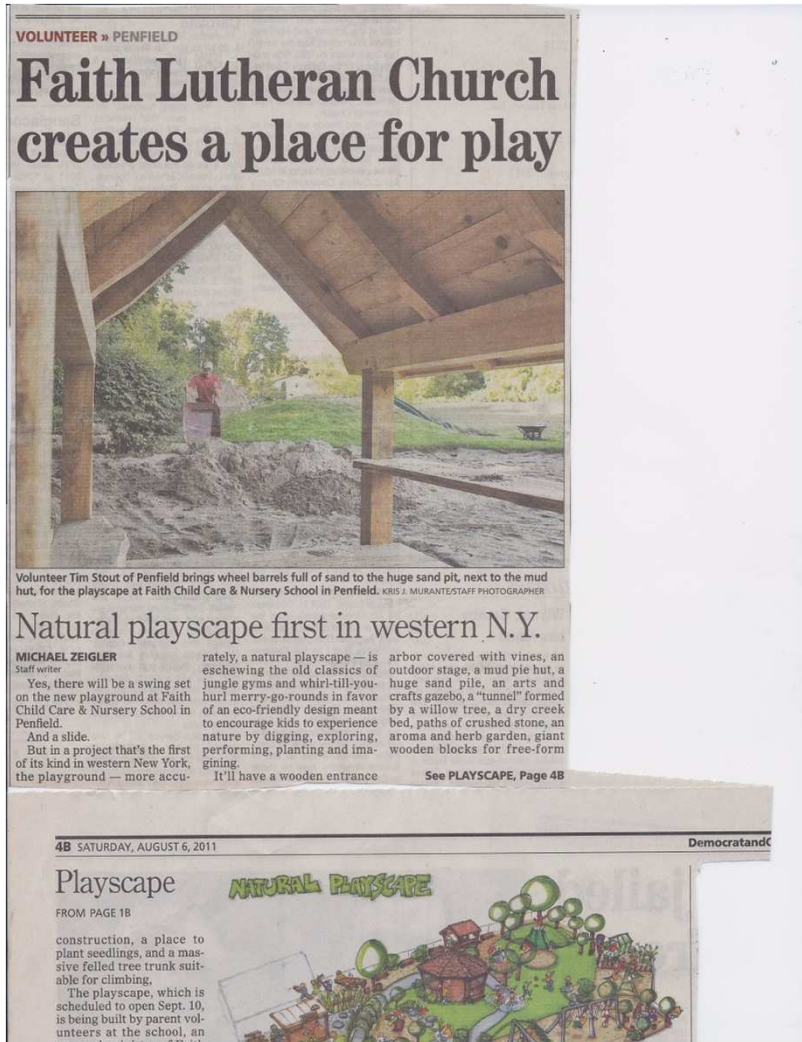 VOLUNTEER » PENFIELD
Faith Lutheran Church
creates a place for play
Volunteer Tim Stout of Penfield brings wheel barrels full of sand to the huge sand pit, next to the mud
hut, for the playscape at Faith Child Care & Nursery School in Penfield. KRIS J. MURANTE/STAFF PHOTOGRAPHER
Natural playscape first in western N.Y.
MICHAEL ZEIGLER
Staff writer
Yes, there will be a swing set
on the new playground at Faith
Child Care & Nursery School in
Penfield.
And a slide.
But in a project that's the first
of its kind in western New York,
the playground — more accu-
rately, a natural playscape — is
eschewing the old classics of
jungle gyms and whirl-till-you-
hurl merry-go-rounds in favor
of an eco-friendly design meant
to encourage kids to experience
nature by digging, exploring,
performing, planting and ima-
gining.
It'll have a wooden entrance
arbor covered with vines, an
outdoor stage, a mud pie hut, a
huge sand pile, an arts and
crafts gazebo, a "tunnel" formed
by a willow tree, a dry creek
bed, paths of crushed stone, an
aroma and herb garden, giant
wooden blocks for free-form
See PLAYSCAPE, Page 4B
4B SATURDAY, AUGUST 6, 2011
DemocratandC
Playscape
FROM PAGE 1B
NATURAL PLAYSCAPE
construction, a place to
plant seedlings, and a mas-
sive felled tree trunk suit-
able for climbing,
The playscape, which is
scheduled to open Sept. 10,
is being built by parent vol-
unteers at the school, an